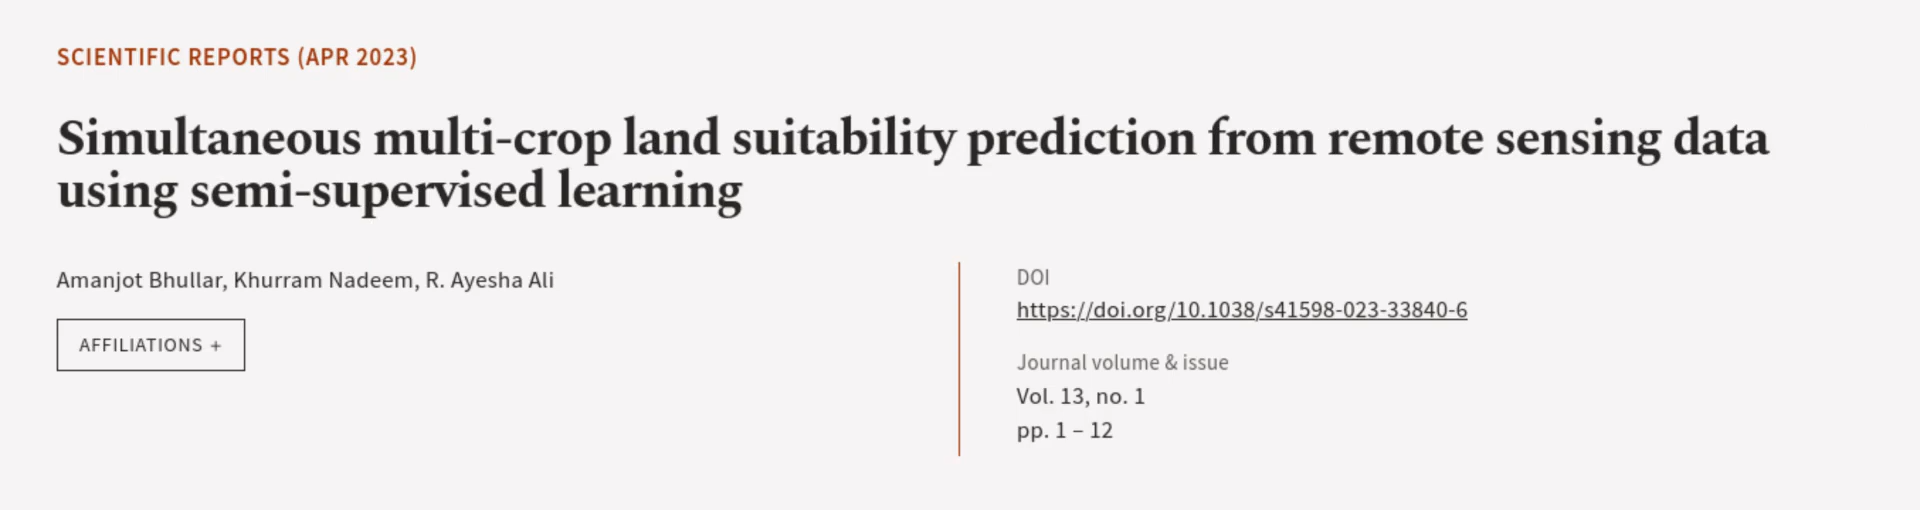 SCIENTIFIC REPORTS (APR 2023)
Simultaneous multi-crop land suitability prediction from remote sensing data
using semi-supervised learning
Amanjot Bhullar, Khurram Nadeem, R. Ayesha Ali
AFFILIATIONS +
DOI
https://doi.org/10.1038/s41598-023-33840-6
Journal volume & issue
Vol. 13, no. 1
pp. 1 – 12